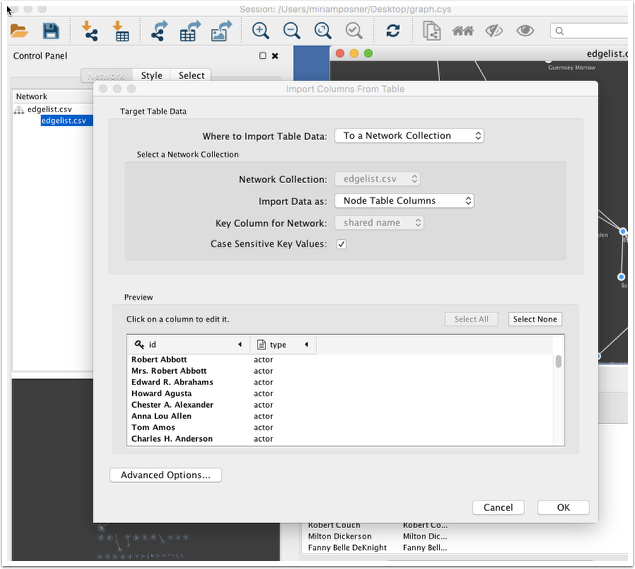 Session: /Users/miriamposner/Desktop/graph.cys
Control Panel
Network
Style
Select
Network
edgelist.csv
edgelist.csv
edgelist.csv
Guernsey Morrow
Import Columns From Table
Target Table Data
Where to Import Table Data:
To a Network Collection
Select a Network Collection
Network Collection:
edgelist.csv
Import Data as:
Node Table Columns
Key Column for Network:
shared name
Case Sensitive Key Values:
Preview
Click on a column to edit it.
Select All
Select None
id
type
Robert Abbott
actor
Mrs. Robert Abbott
actor
Edward R. Abrahams
actor
Howard Agusta
actor
Chester A. Alexander
actor
Anna Lou Allen
actor
Tom Amos
actor
Charles H. Anderson
actor
Advanced Options...
Cancel
OK
Robert Couch
Robert Co...
Milton Dickerson
Milton Dic...
Fanny Belle DeKnight
Fanny Bell...